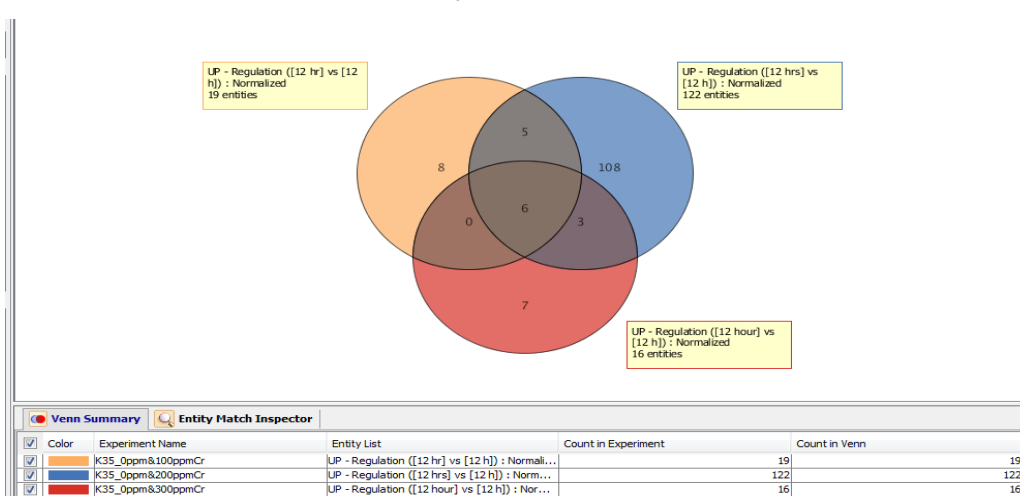 UP - Regulation ([12 hr] vs [12
h]) : Normalized
19 entities
UP - Regulation ([12 hrs] vs
[12 h]) : Normalized
122 entities
5
8
108
6
0
3
7
UP - Regulation ([12 hour] vs
[12 h]) : Normalized
16 entities
Venn Summary Entity Match Inspector
Color Experiment Name Entity List Count in Experiment Count in Venn
K35_0ppm&100ppmCr UP - Regulation ([12 hr] vs [12 h]) : Normali... 19 19
K35_0ppm&200ppmCr UP - Regulation ([12 hrs] vs [12 h]) : Norm... 122 122
K35_0ppm&300ppmCr UP - Regulation ([12 hour] vs [12 h]) : Nor... 16 16